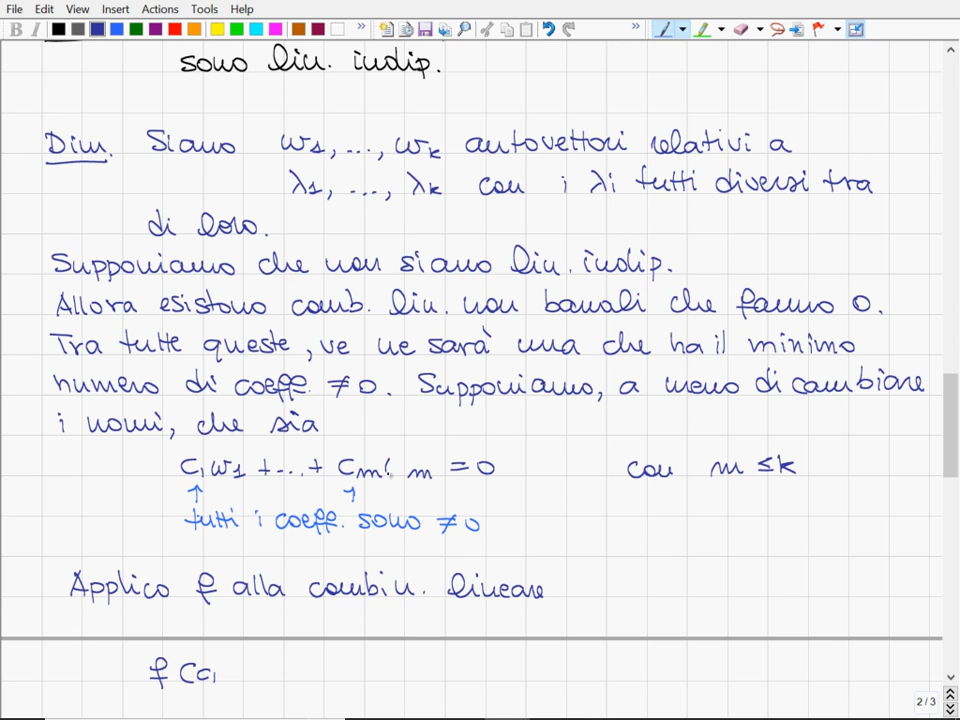 File Edit View Insert Actions Tools Help
B I
sono lin. indip.
Dim. Siano w1, ..., wk autovettori relativi a
λ1, ..., λk con i λi tutti diversi tra
di loro.
Supponiamo che non siano lin. indip.
Allora esistono comb. lin. non banali che fanno 0.
Tra tutte queste, ve ne sarà una che ha il minimo
numero di coeff. ≠0. Supponiamo, a meno di cambiare
i nomi, che sia
c1w1 + ... + cm m = 0 con m ≤ k
tutti i coeff. sono ≠0
Applico f alla combin. lineare
f (c1
2 / 3